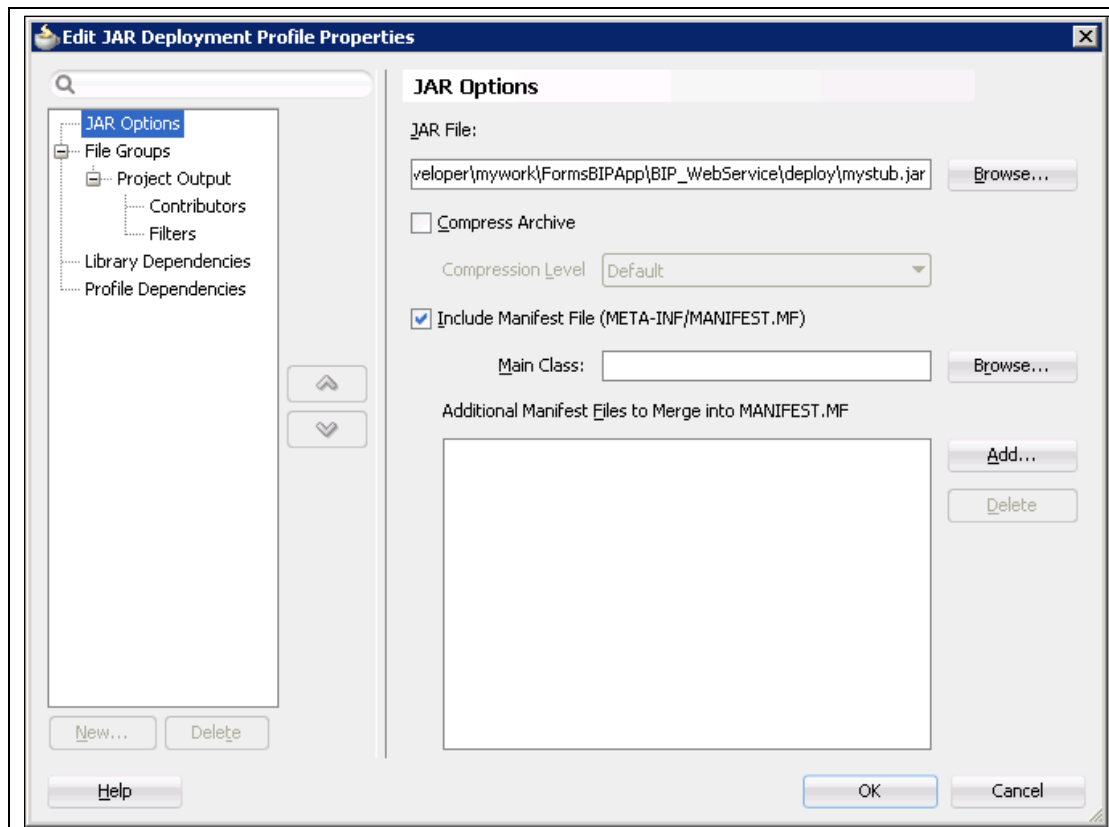 Edit JAR Deployment Profile Properties
JAR Options
File Groups
Project Output
Contributors
Filters
Library Dependencies
Profile Dependencies
New...
Delete
JAR Options
JAR File:
veloper\mywork\FormsBIPApp\BIP_WebService\deploy\mystub.jar
Browse...
Compress Archive
Compression Level
Default
Include Manifest File (META-INF/MANIFEST.MF)
Main Class:
Browse...
Additional Manifest Files to Merge into MANIFEST.MF
Add...
Delete
Help
OK
Cancel